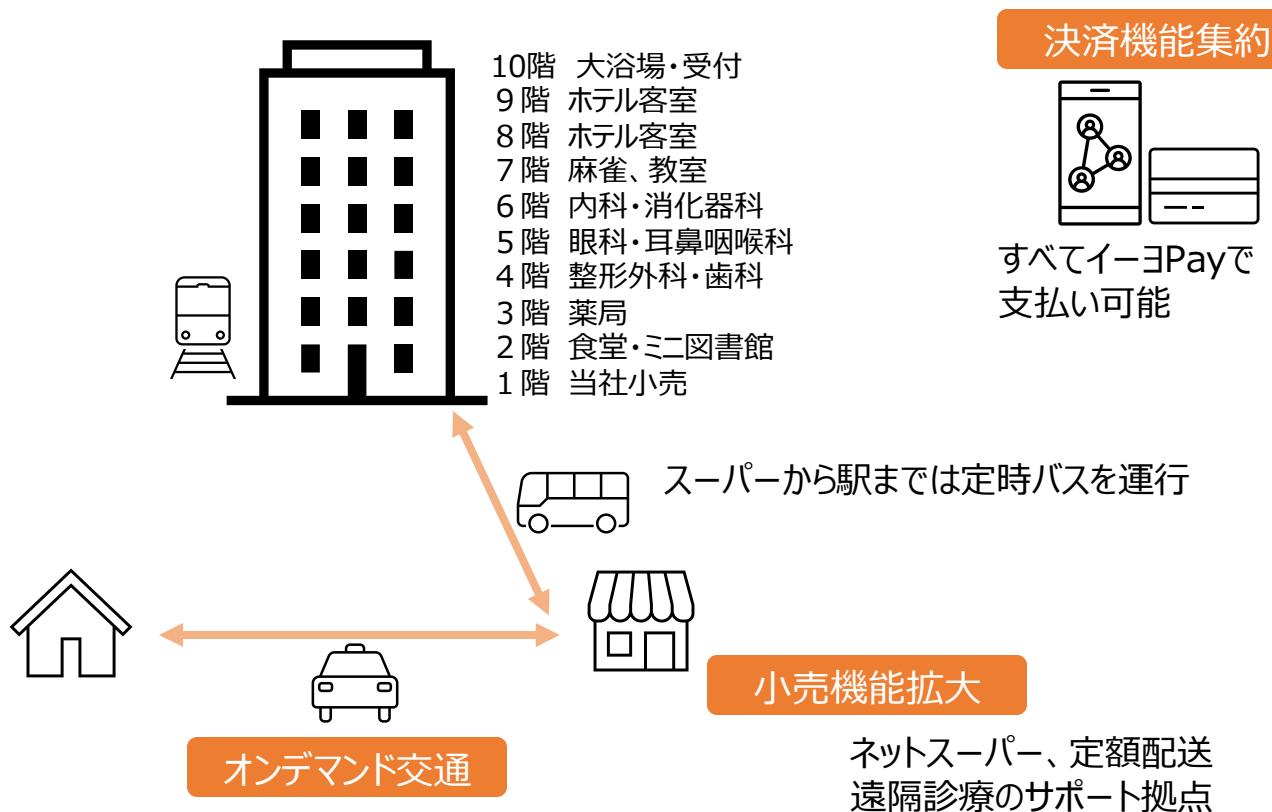 決済機能集約
10階 大浴場・受付
9階 ホテル客室
8階 ホテル客室
7階 麻雀、教室
6階 内科・消化器科
5階 眼科・耳鼻咽喉科
4階 整形外科・歯科
3階 薬局
2階 食堂・ミニ図書館
1階 当社小売
すべてイーヨPayで
支払い可能
スーパーから駅までは定時バスを運行
小売機能拡大
オンデマンド交通
ネットスーパー、定額配送
遠隔診療のサポート拠点